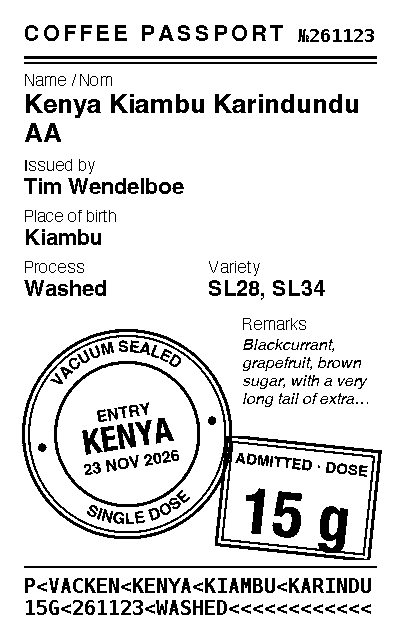 COFFEE PASSPORT №261123
Name / Nom
Kenya Kiambu Karindundu
AA
Issued by
Tim Wendelboe
Place of birth
Kiambu
Process
Washed
Variety
SL28, SL34
Remarks
Blackcurrant,
grapefruit, brown
sugar, with a very
long tail of extra…
VACUUM SEALED
ENTRY
KENYA
23 NOV 2026
SINGLE DOSE
ADMITTED · DOSE
15 g
P<VACKEN<KENYA<KIAMBU<KARINDU
15G<261123<WASHED<<<<<<<<<<<<